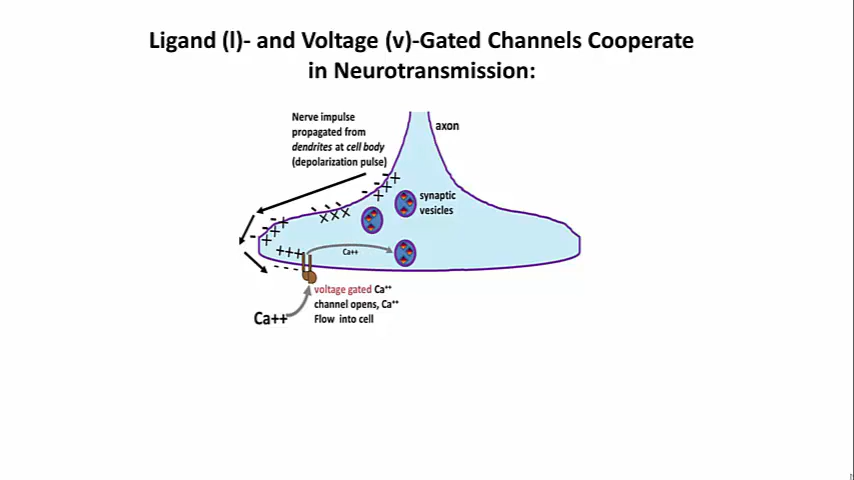 Ligand (l)- and Voltage (v)-Gated Channels Cooperate
in Neurotransmission:
Nerve impulse
propagated from
dendrites at cell body
(depolarization pulse)
axon
synaptic
vesicles
Ca++
voltage gated Ca⁺⁺
channel opens, Ca⁺⁺
Flow into cell
Ca++